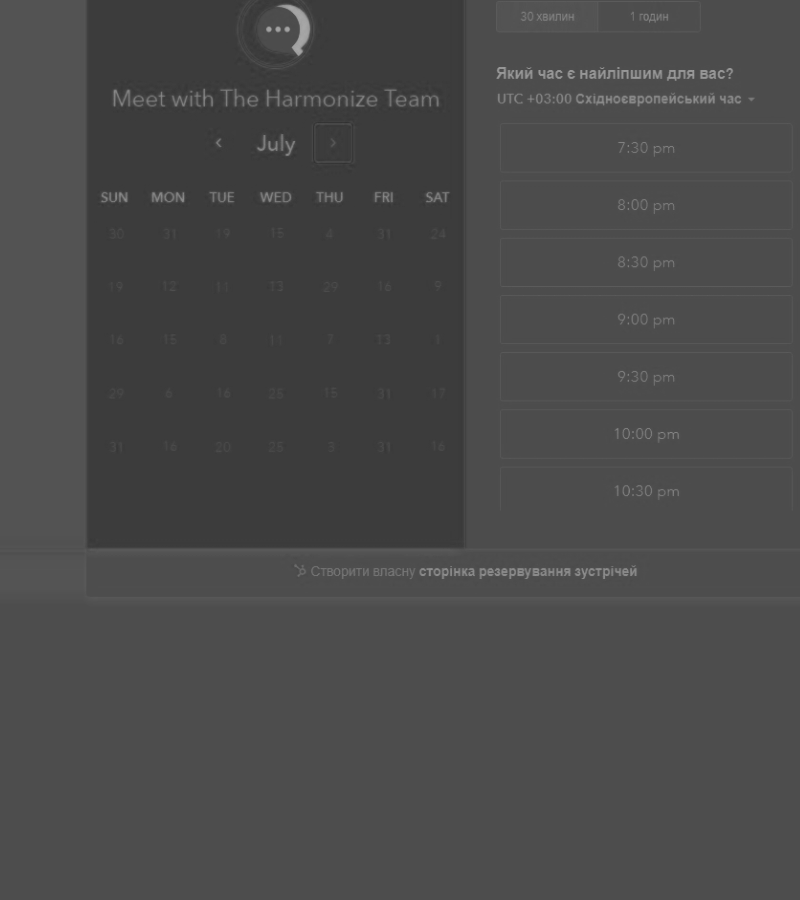 Meet with The Harmonize Team
July
SUN MON TUE WED THU FRI SAT
30 31 19 15 4 31 24
19 12 11 13 29 16 9
16 15 8 11 7 13 1
29 6 16 25 15 31 17
31 16 20 25 3 31 16
30 хвилин 1 годин
Який час є найліпшим для вас?
UTC +03:00 Східноєвропейський час
7:30 pm
8:00 pm
8:30 pm
9:00 pm
9:30 pm
10:00 pm
10:30 pm
Створити власну сторінка резервування зустрічей